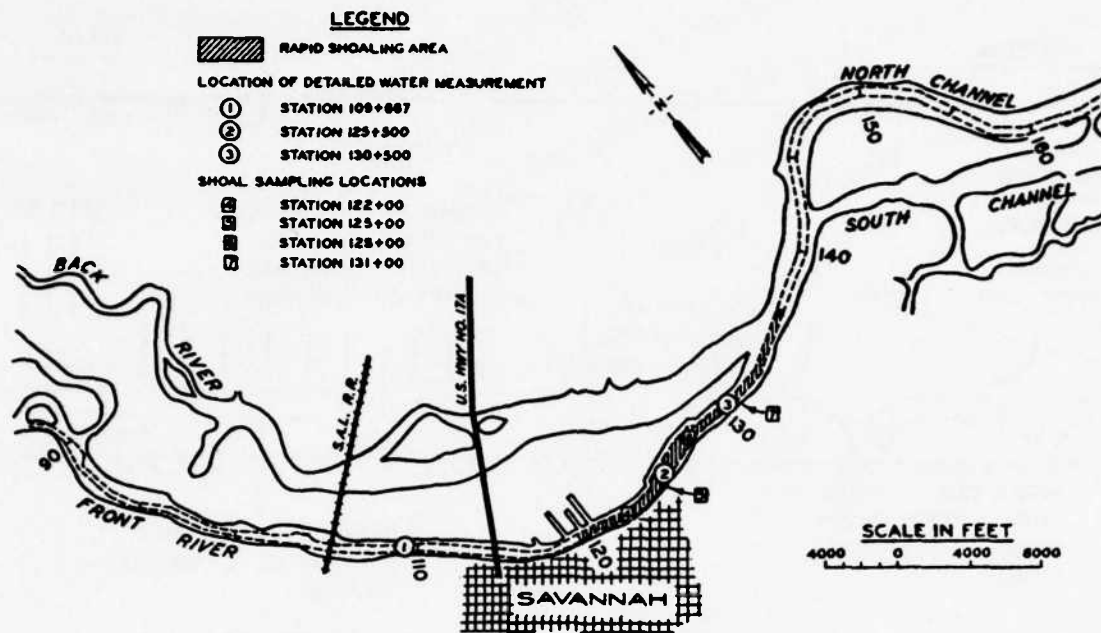 LEGEND
RAPID SHOALING AREA
LOCATION OF DETAILED WATER MEASUREMENT
1 STATION 109+667
2 STATION 125+500
3 STATION 130+500
SHOAL SAMPLING LOCATIONS
4 STATION 122+00
5 STATION 125+00
STATION 128+00
7 STATION 131+00
N
NORTH CHANNEL
150
160
SOUTH CHANNEL
140
BACK RIVER
S.A.L. R.R.
U.S. HWY NO. 17A
3
7
130
2
5
90
FRONT RIVER
1
110
120
SAVANNAH
SCALE IN FEET
4000 0 4000 8000